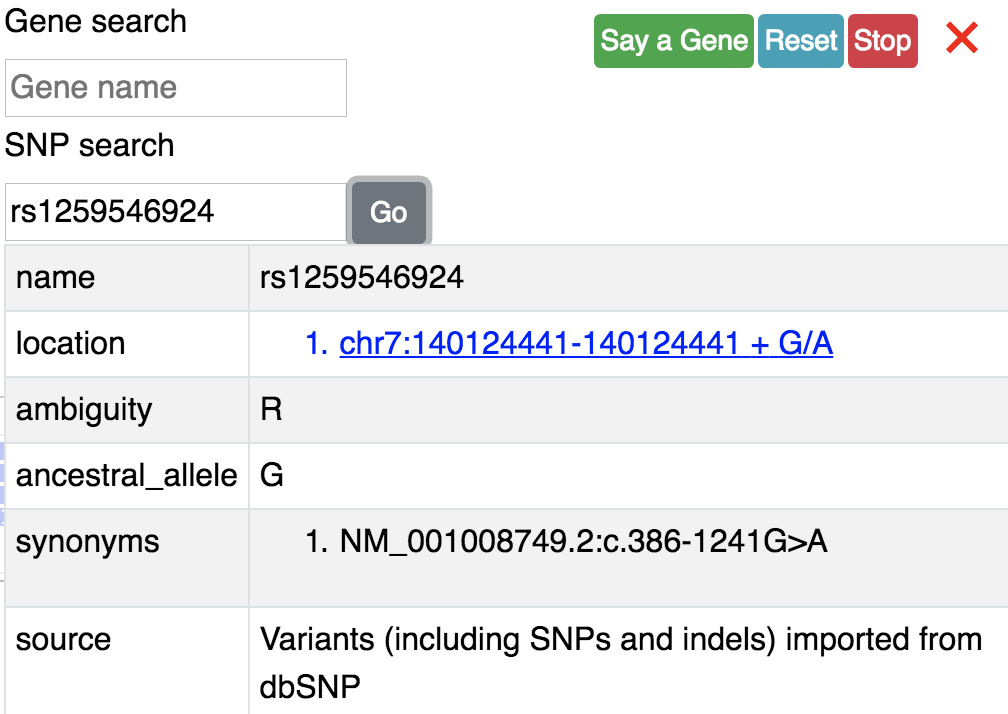 Gene search
Say a Gene Reset Stop
Gene name
SNP search
rs1259546924 Go
name rs1259546924
location 1. chr7:140124441-140124441 + G/A
ambiguity R
ancestral_allele G
synonyms 1. NM_001008749.2:c.386-1241G>A
source Variants (including SNPs and indels) imported from
dbSNP